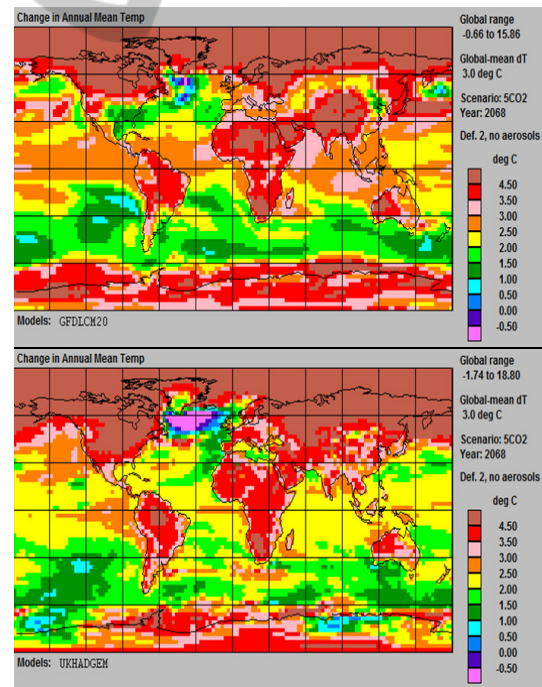 Change in Annual Mean Temp
Global range
-0.66 to 15.86
Global-mean dT
3.0 deg C
Scenario: 5CO2
Year: 2068
Def. 2, no aerosols
deg C
4.50
3.50
3.00
2.50
2.00
1.50
1.00
0.50
0.00
-0.50
Models: GFDLCM20
Change in Annual Mean Temp
Global range
-1.74 to 18.80
Global-mean dT
3.0 deg C
Scenario: 5CO2
Year: 2068
Def. 2, no aerosols
deg C
4.50
3.50
3.00
2.50
2.00
1.50
1.00
0.50
0.00
-0.50
Models: UKHADGEM